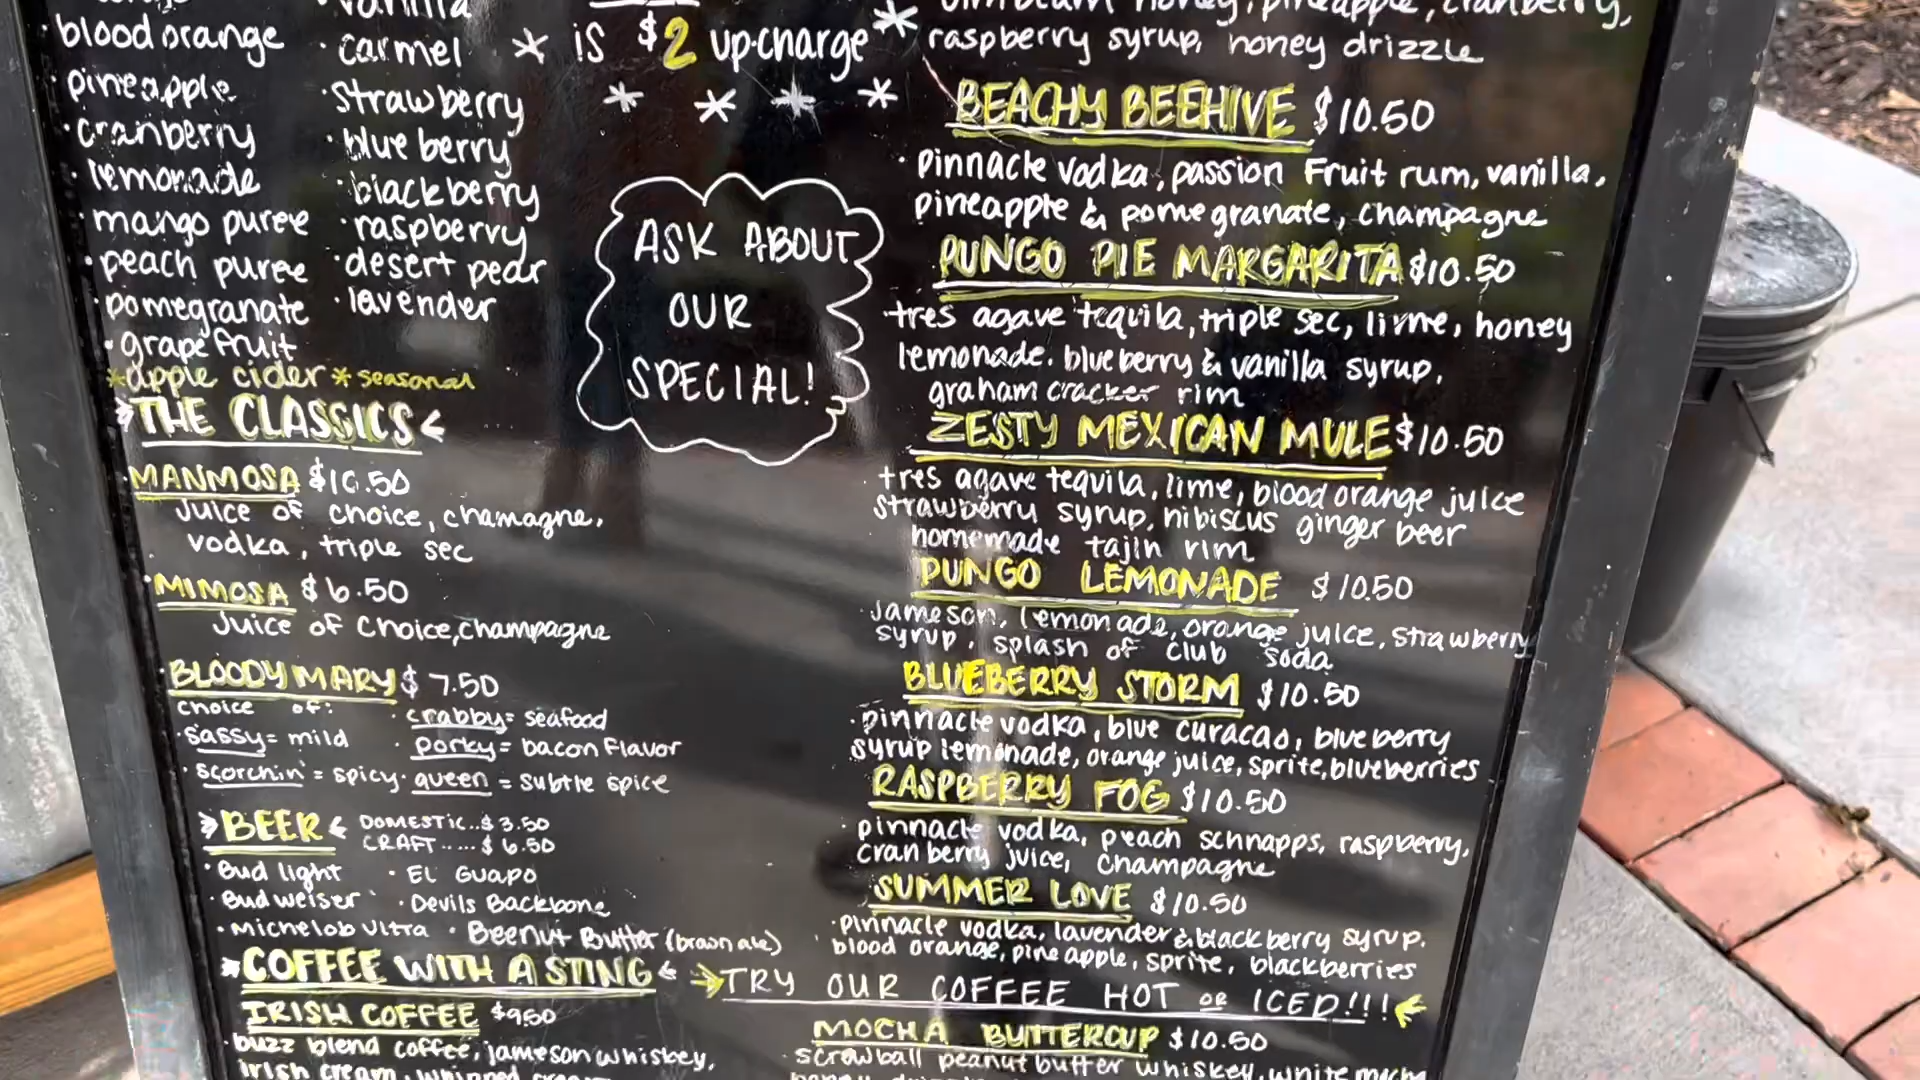 vanilla
· blood orange
· carmel
pineapple
· strawberry
· cranberry
· blueberry
· lemonade
· blackberry
· mango puree
· raspberry
· peach puree
· desert pear
· pomegranate
· lavender
· grapefruit
*apple cider * seasonal
* is $2 up-charge *
* * * *
ASK ABOUT
OUR
SPECIAL!
THE CLASSICS
MANMOSA $10.50
juice of choice, chamagne,
vodka, triple sec
· MIMOSA $6.50
juice of choice, champagne
· BLOODY MARY $7.50
choice of:
· sassy = mild
· crabby = seafood
· porky = bacon flavor
· scorchin' = spicy · queen = subtle spice
BEER
DOMESTIC..$3.50
CRAFT.....$6.50
· Bud light · El Guapo
· Budweiser · Devils Backbone
· Michelob Ultra · Beenut Butter (brown ale)
COFFEE WITH A STING
IRISH COFFEE $9.50
· buzz blend coffee, jameson whiskey,
irish cream, whipped cream
honey, pineapple, cranberry,
raspberry syrup, honey drizzle
BEACHY BEEHIVE $10.50
· pinnacle vodka, passion fruit rum, vanilla,
pineapple & pomegranate, champagne
PUNGO PIE MARGARITA $10.50
· tres agave tequila, triple sec, lime, honey
lemonade, blueberry & vanilla syrup,
graham cracker rim
ZESTY MEXICAN MULE $10.50
· tres agave tequila, lime, blood orange juice
strawberry syrup, hibiscus ginger beer
homemade tajin rim
PUNGO LEMONADE $10.50
· jameson, lemonade, orange juice, strawberry
syrup, splash of club soda
BLUEBERRY STORM $10.50
· pinnacle vodka, blue curacao, blueberry
syrup lemonade, orange juice, sprite, blueberries
RASPBERRY FOG $10.50
· pinnacle vodka, peach schnapps, raspberry,
cranberry juice, champagne
SUMMER LOVE $10.50
· pinnacle vodka, lavender & blackberry syrup,
blood orange, pineapple, sprite, blackberries
TRY OUR COFFEE HOT OR ICED!!!
MOCHA BUTTERCUP $10.50
· screwball peanut butter whiskey, white mocha